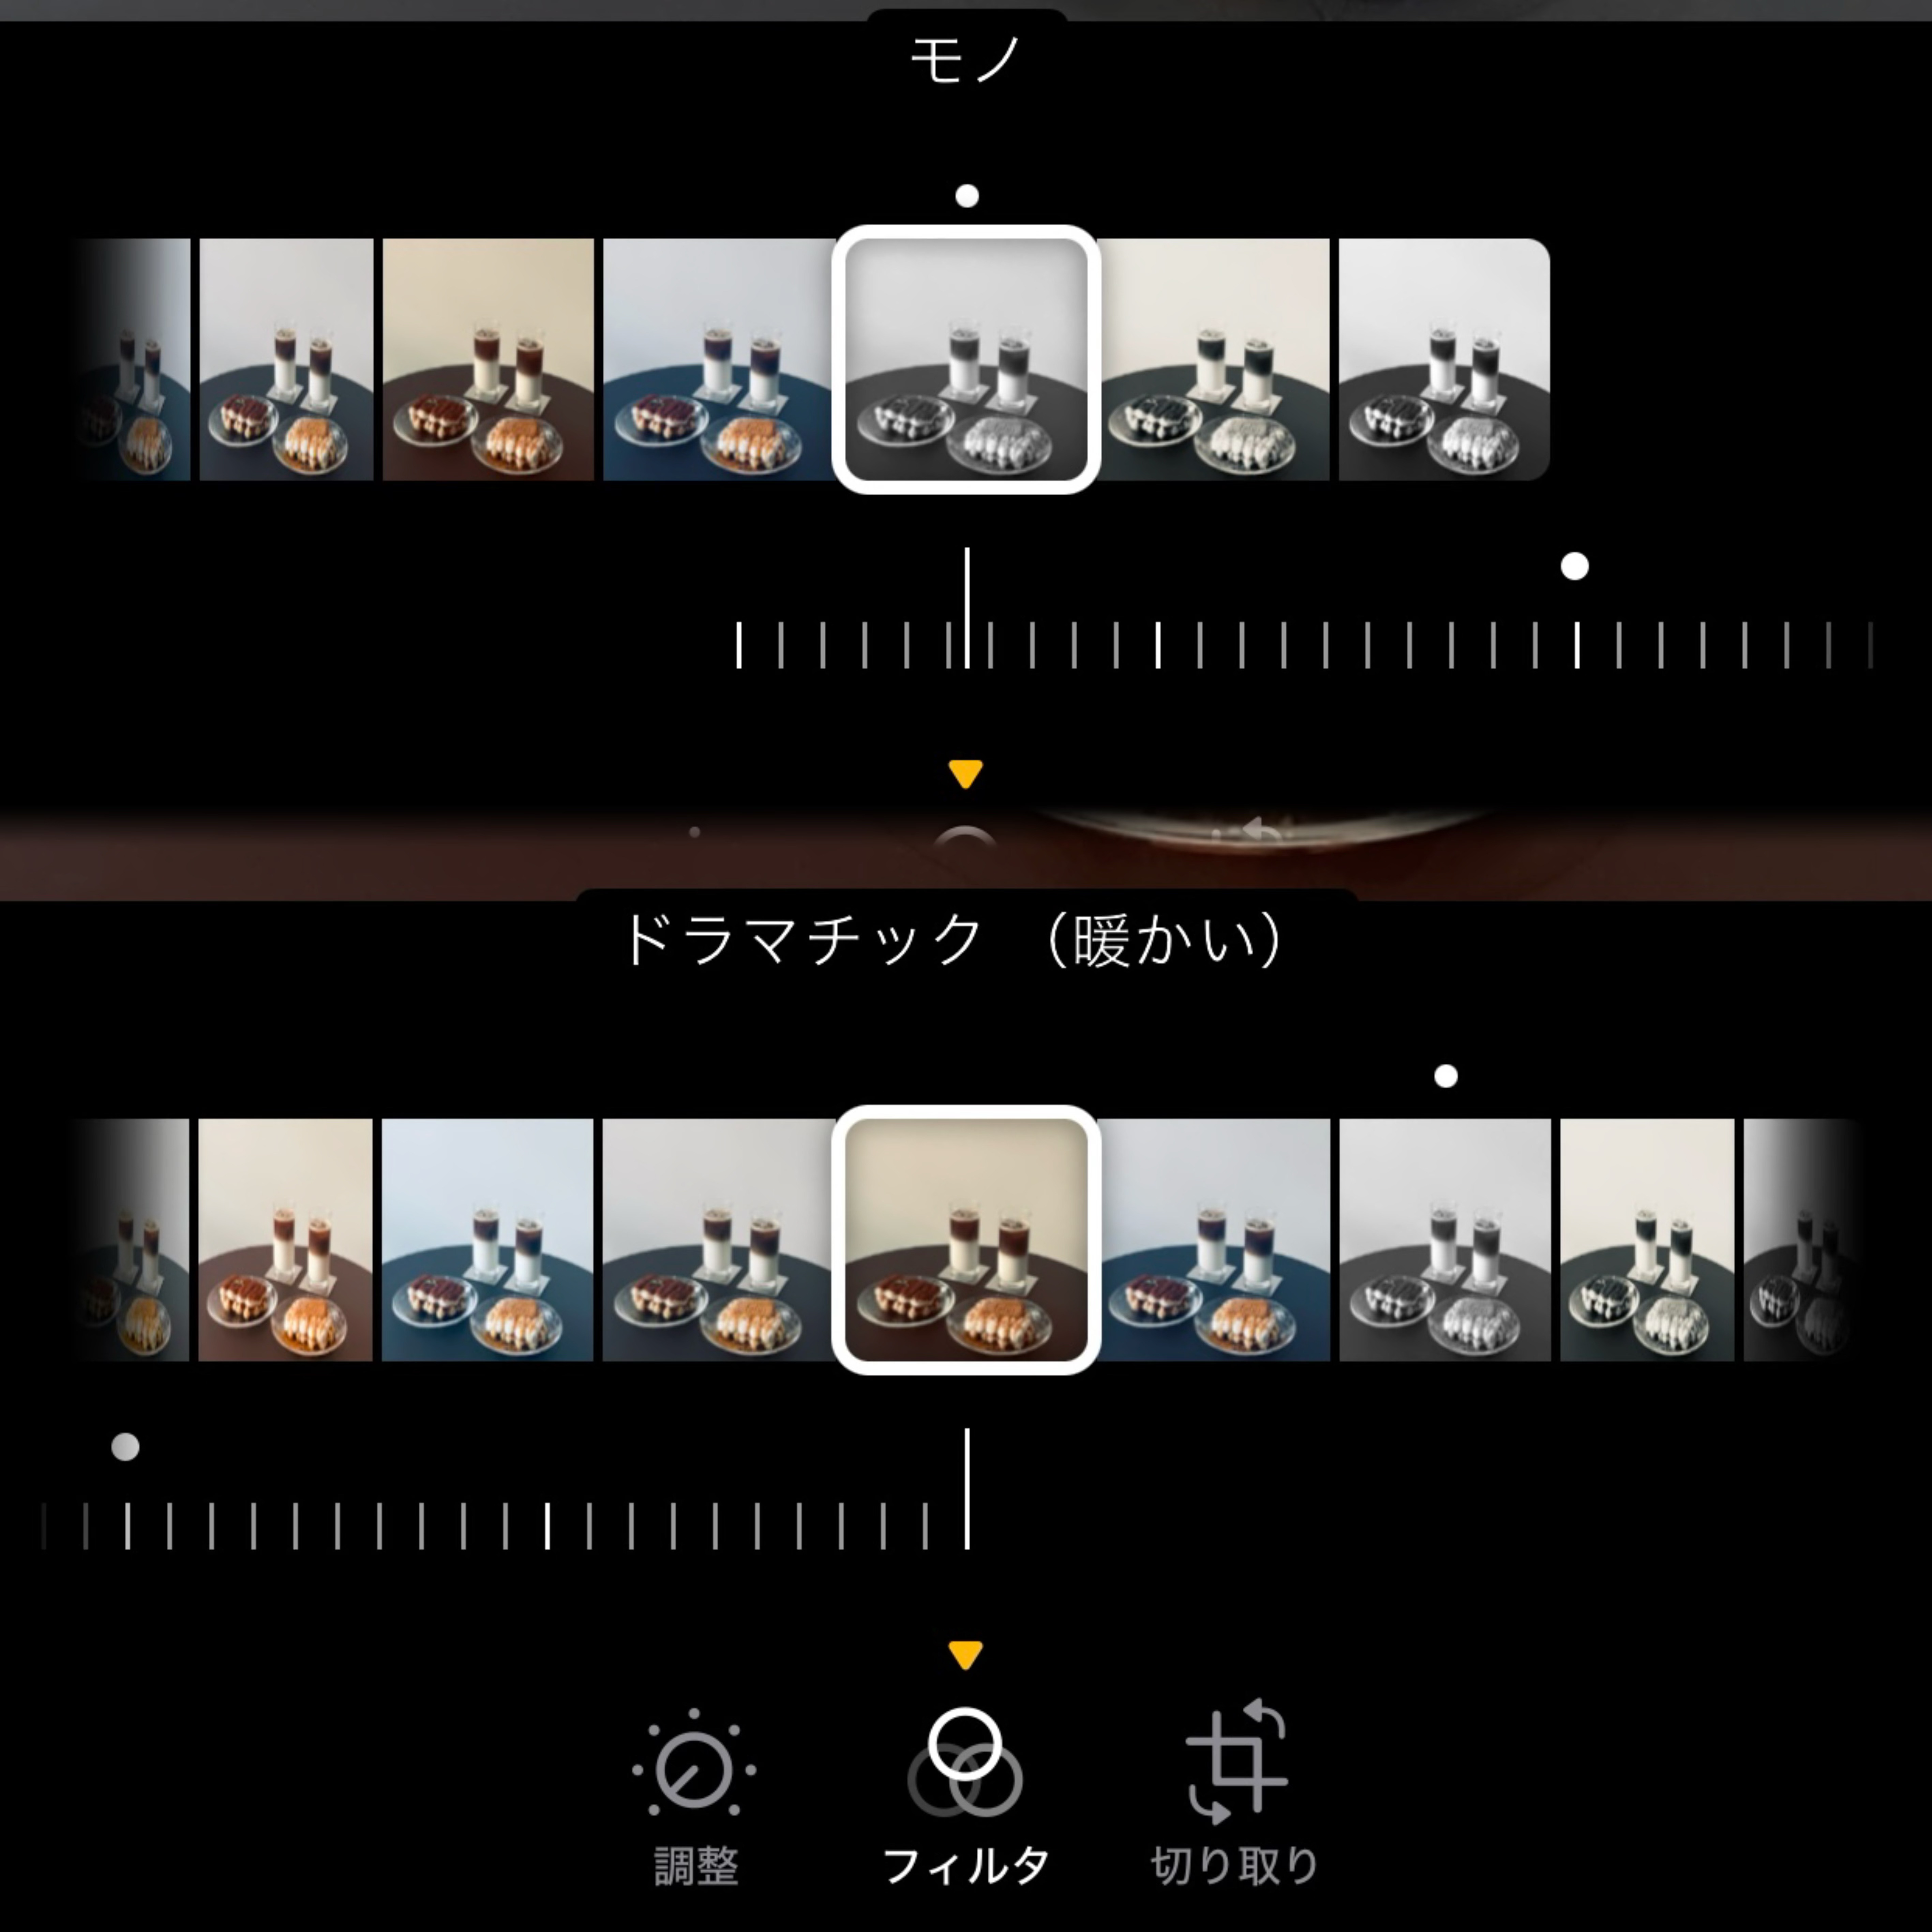 モノ
ドラマチック （暖かい）
調整 フィルタ 切り取り